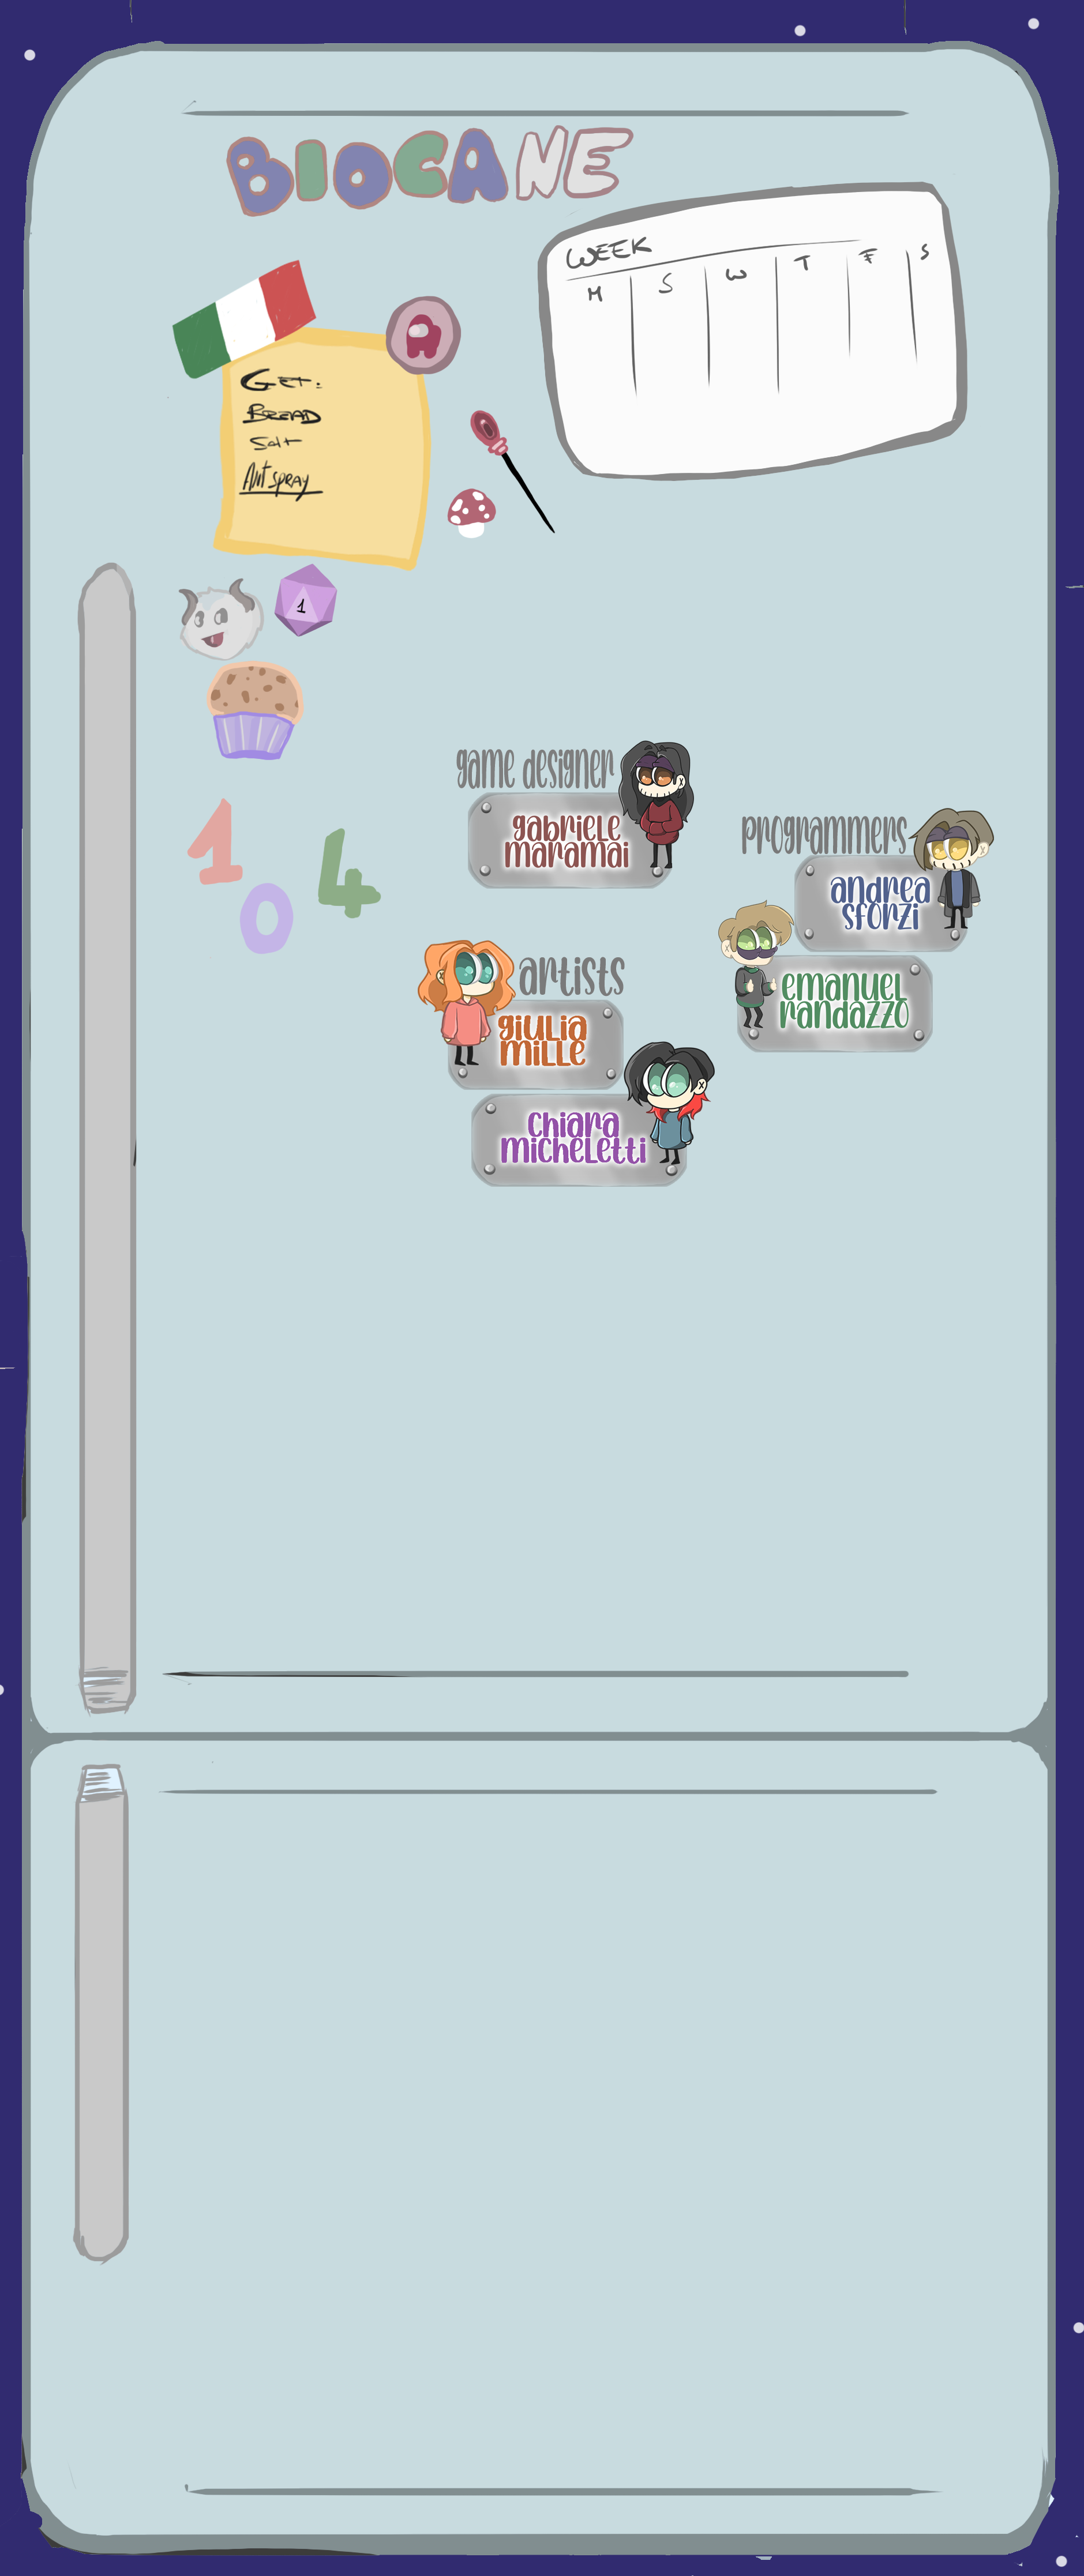 BIOCANE
WEEK
M S W T F S
GET:
BREAD
Salt
Ant SPRAY
1
game designer
gabriele
maramai
programmers
andrea
sforzi
1
4
0
emanuel
randazzo
artists
giulia
mille
chiara
micheletti